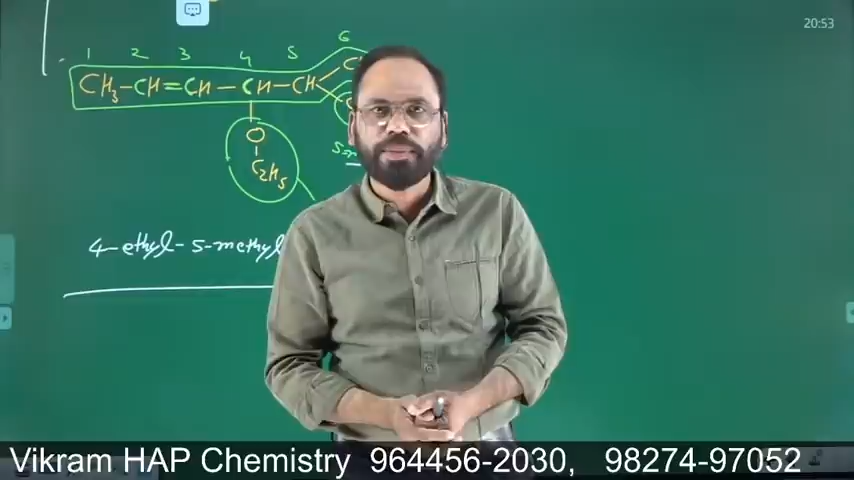 20:53
1 2 3 4 5 6
CH3-CH=CH-CH-CH
O
C2H5
4-ethyl-5-methyl
Vikram HAP Chemistry 964456-2030, 98274-97052